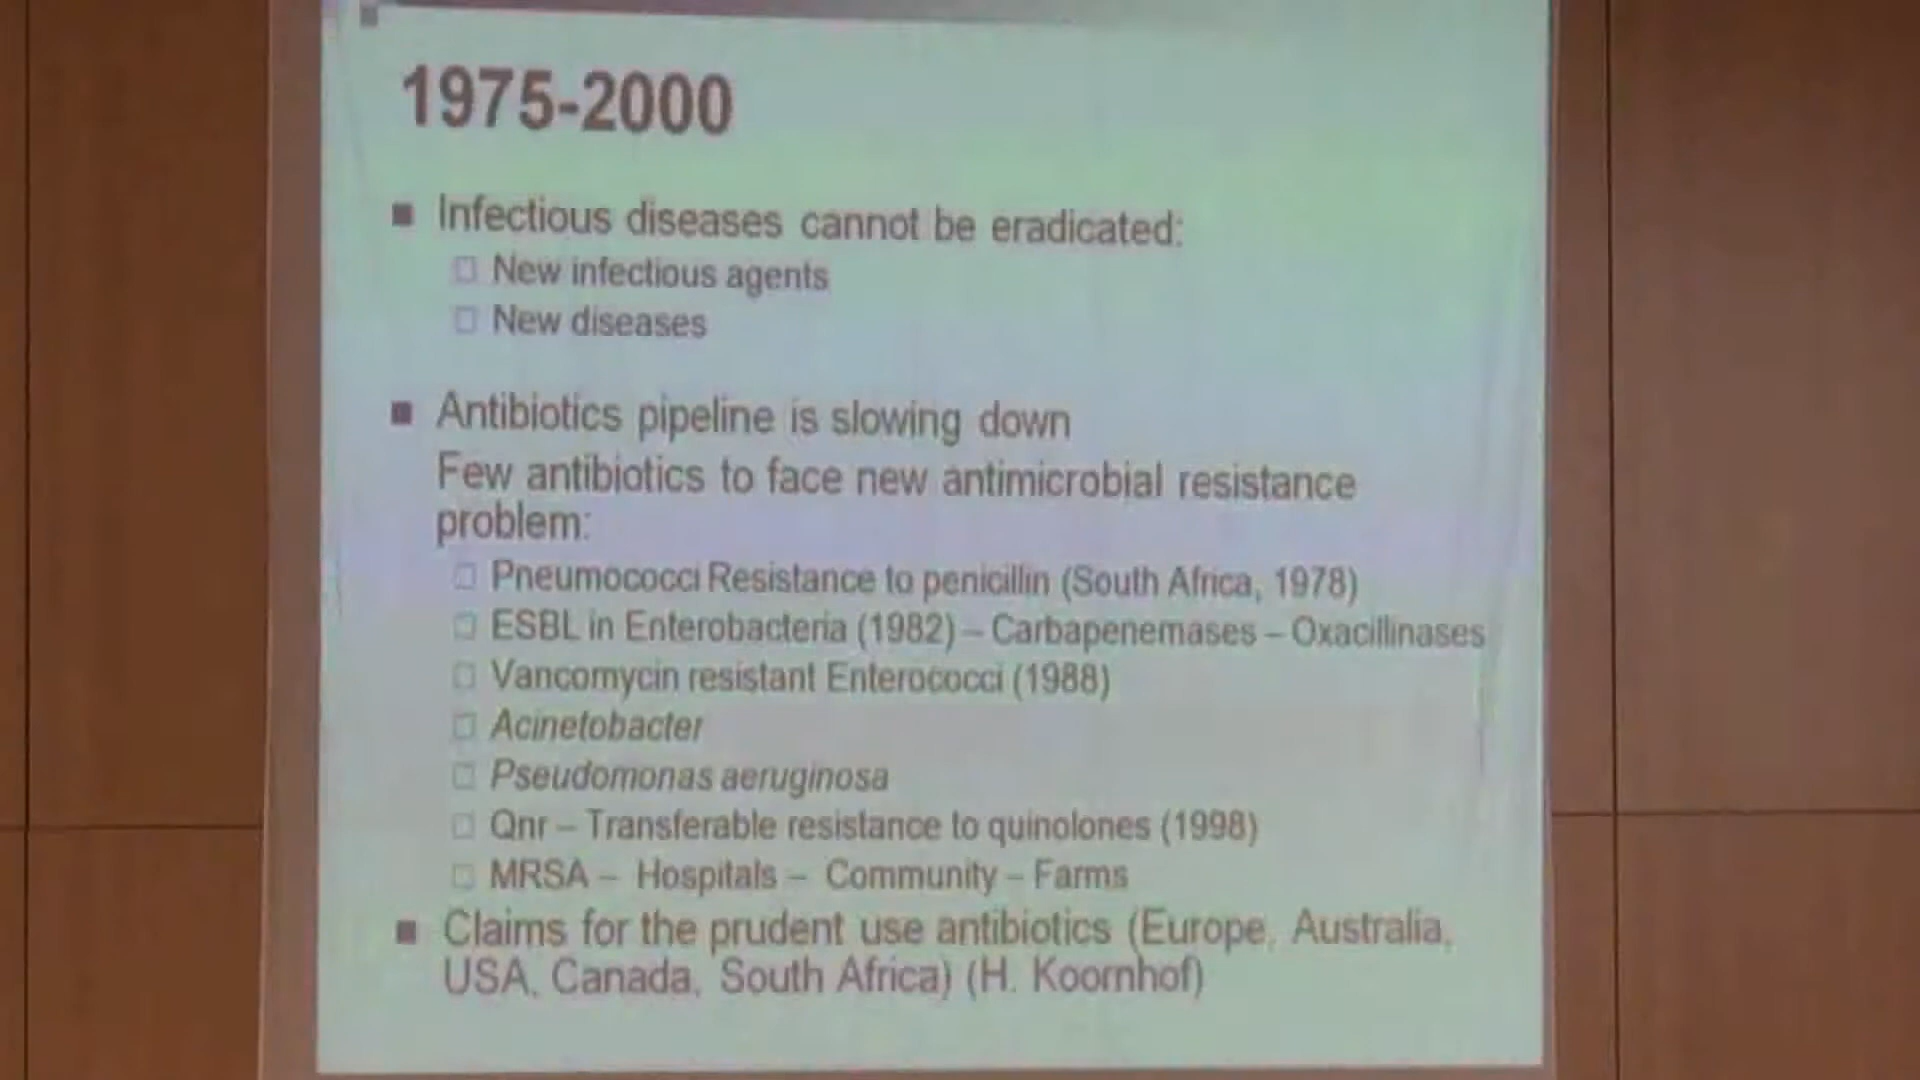 1975-2000
Infectious diseases cannot be eradicated:
New infectious agents
New diseases
Antibiotics pipeline is slowing down
Few antibiotics to face new antimicrobial resistance
problem:
Pneumococci Resistance to penicillin (South Africa, 1978)
ESBL in Enterobacteria (1982) – Carbapenemases – Oxacillinases
Vancomycin resistant Enterococci (1988)
Acinetobacter
Pseudomonas aeruginosa
Qnr – Transferable resistance to quinolones (1998)
MRSA – Hospitals – Community – Farms
Claims for the prudent use antibiotics (Europe, Australia,
USA, Canada, South Africa) (H. Koornhof)